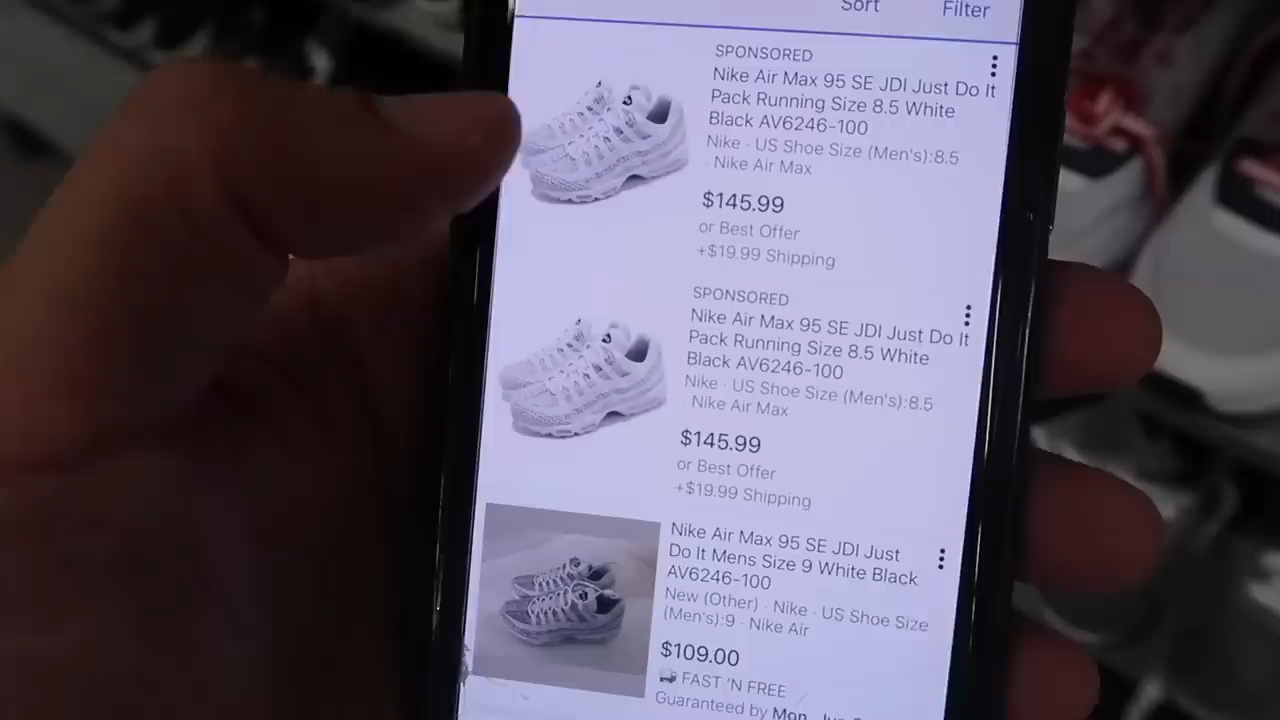 Sort
Filter
SPONSORED
Nike Air Max 95 SE JDI Just Do It
Pack Running Size 8.5 White
Black AV6246-100
Nike · US Shoe Size (Men's):8.5
· Nike Air Max
$145.99
or Best Offer
+$19.99 Shipping
SPONSORED
Nike Air Max 95 SE JDI Just Do It
Pack Running Size 8.5 White
Black AV6246-100
Nike · US Shoe Size (Men's):8.5
· Nike Air Max
$145.99
or Best Offer
+$19.99 Shipping
Nike Air Max 95 SE JDI Just
Do It Mens Size 9 White Black
AV6246-100
New (Other) · Nike · US Shoe Size
(Men's):9 · Nike Air
$109.00
FAST 'N FREE
Guaranteed by Mon,